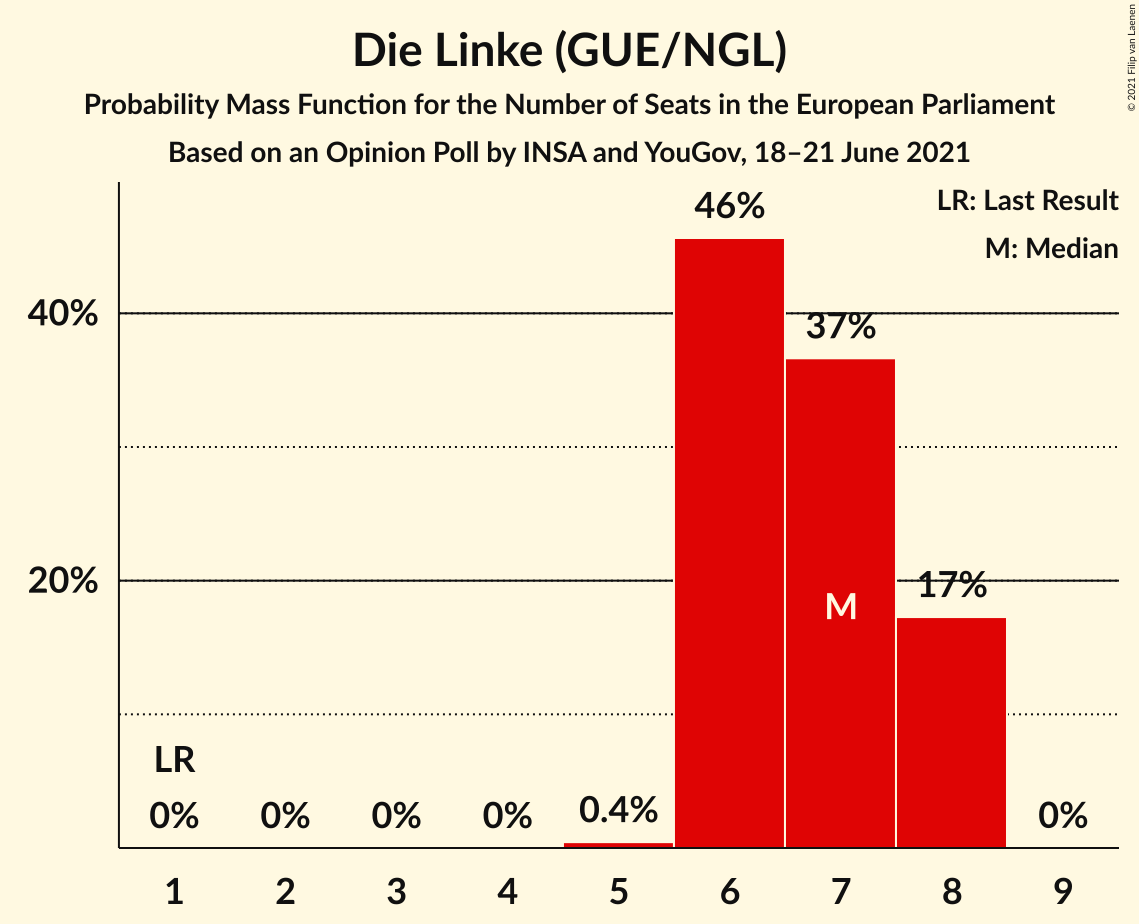 Die Linke (GUE/NGL)
Probability Mass Function for the Number of Seats in the European Parliament
Based on an Opinion Poll by INSA and YouGov, 18–21 June 2021
© 2021 Filip van Laenen
LR: Last Result
M: Median
46%
40%
37%
20%
17%
M
LR
0%
0%
0%
0%
0.4%
0%
1
2
3
4
5
6
7
8
9